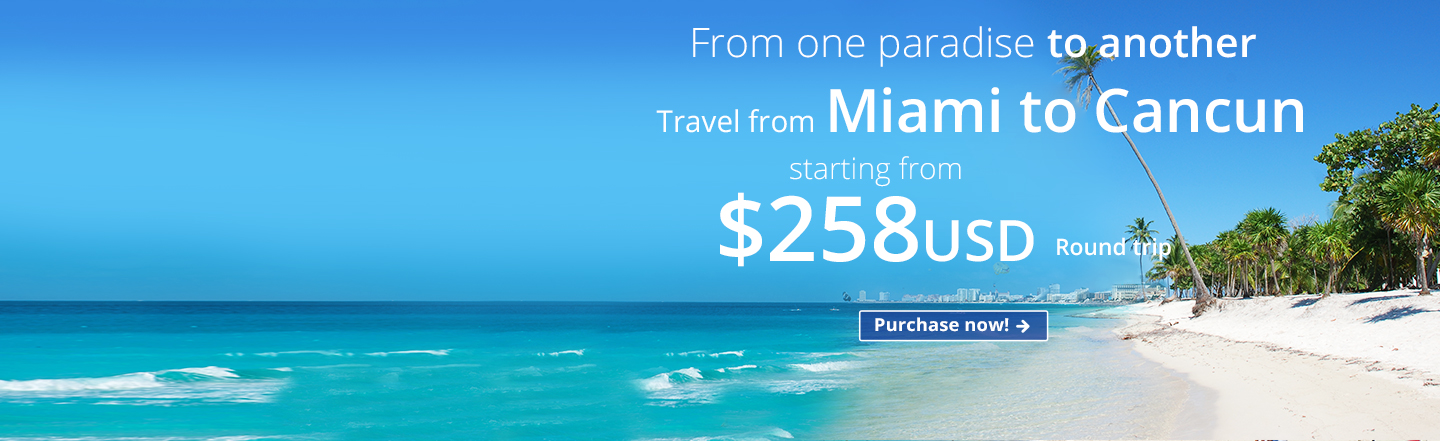 From one paradise to another
Travel from Miami to Cancun
starting from
$258USD Round trip
Purchase now!